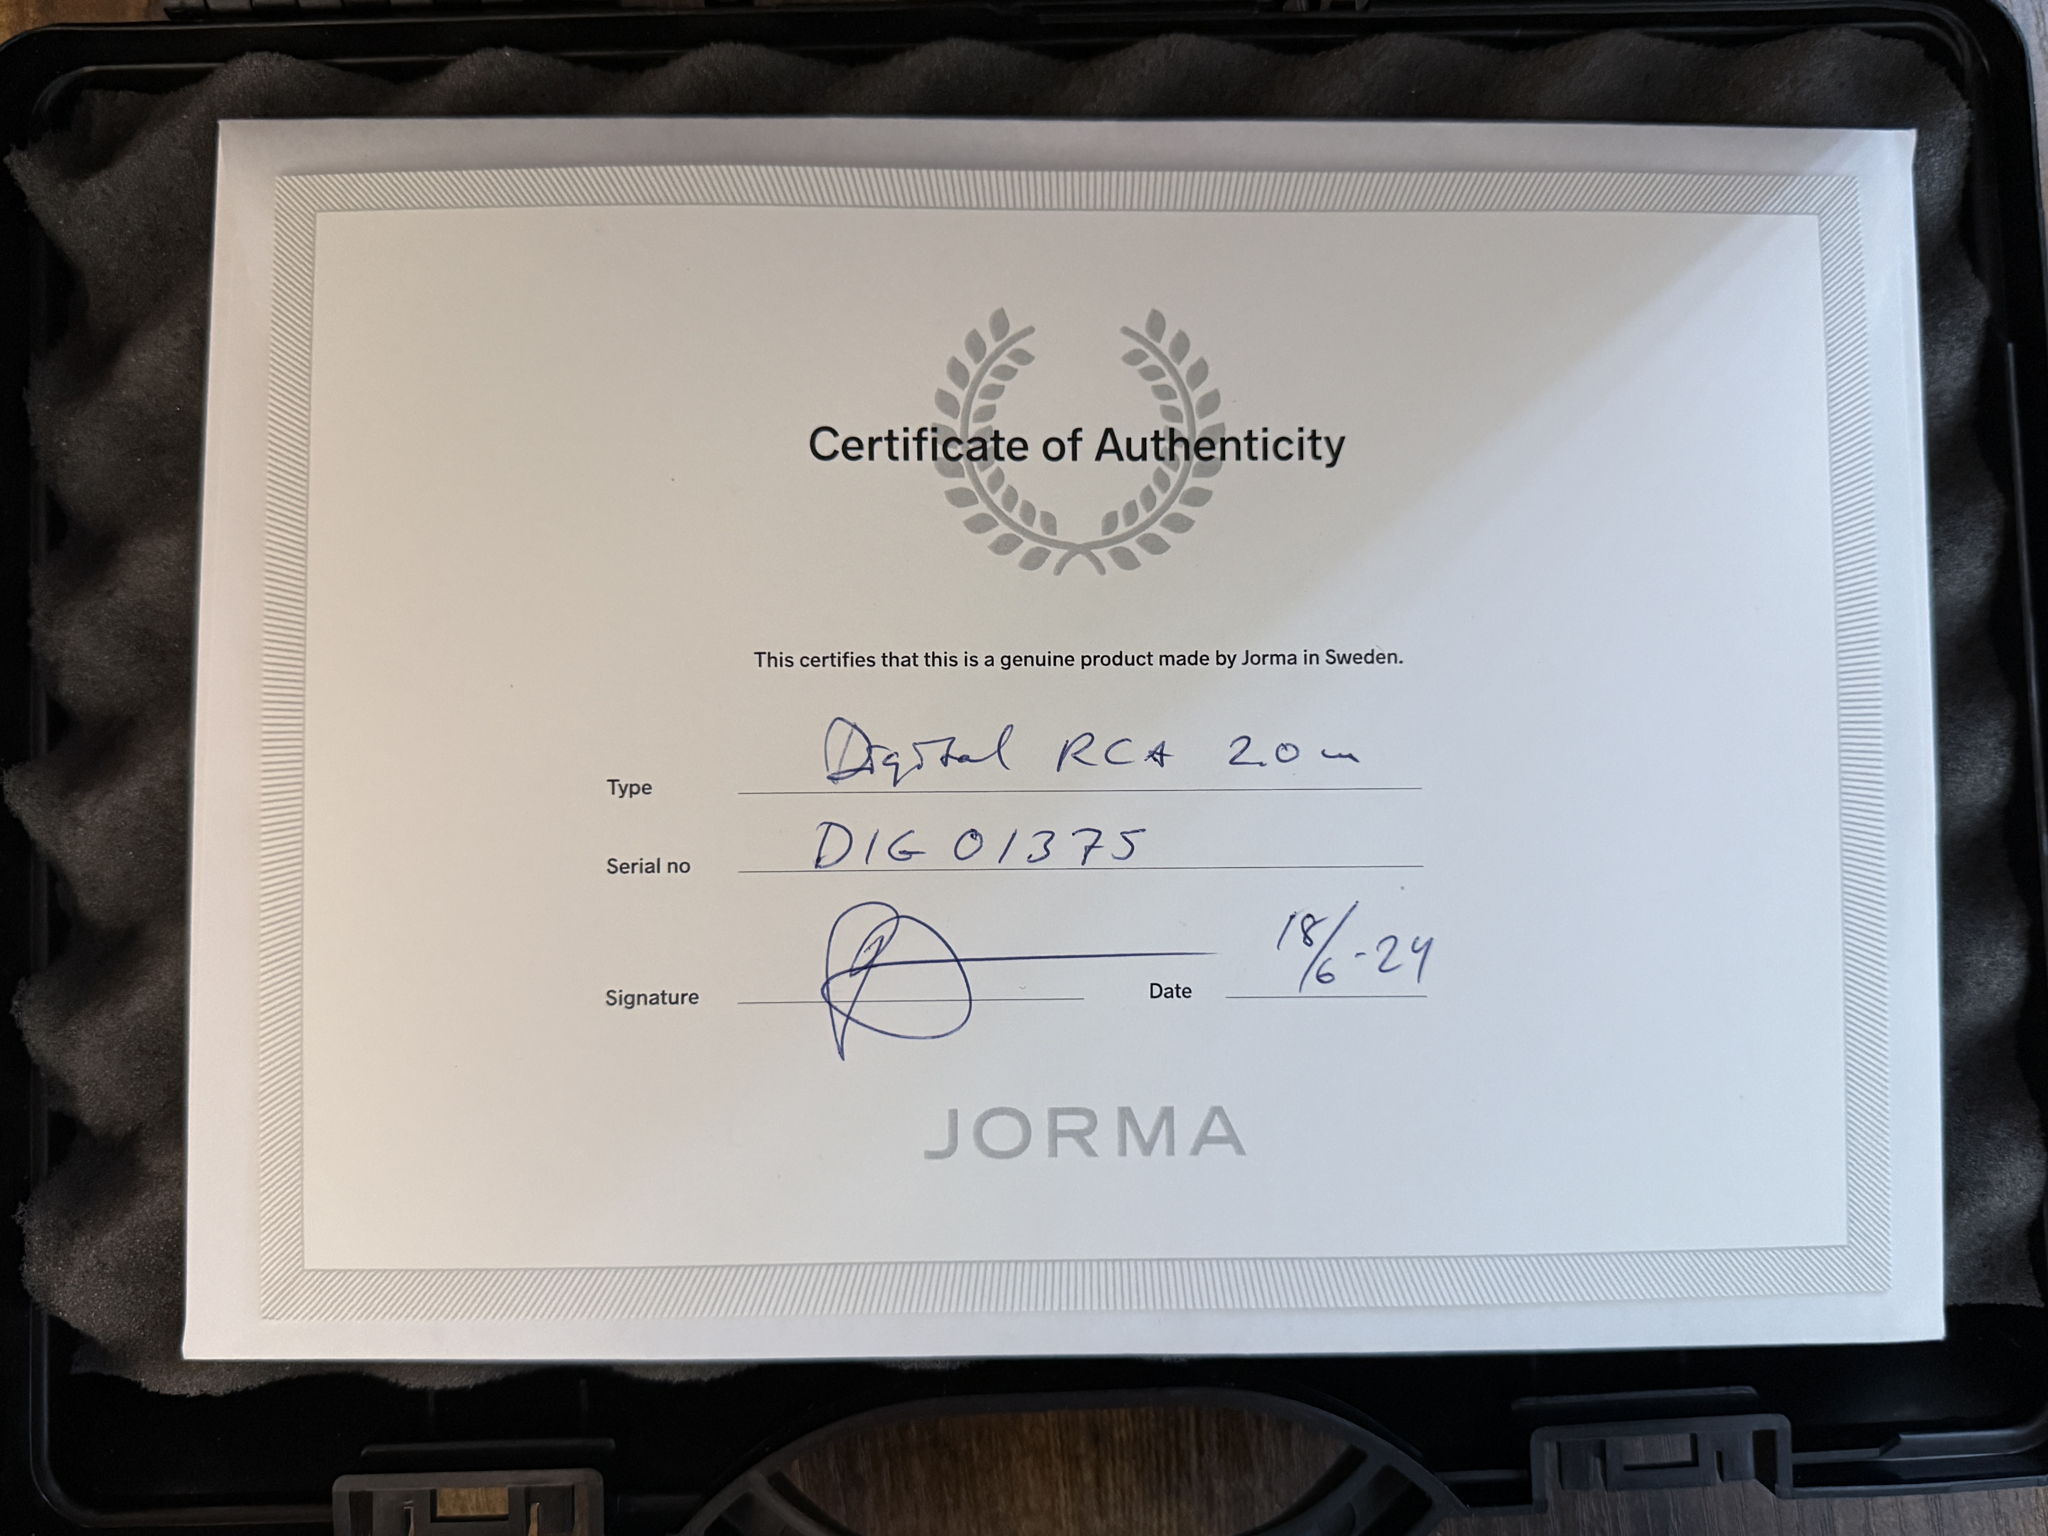 Certificate of Authenticity
This certifies that this is a genuine product made by Jorma in Sweden.
Type Digital RCA 2.0 m
Serial no DIG 01375
Signature Date 18/6-24
JORMA